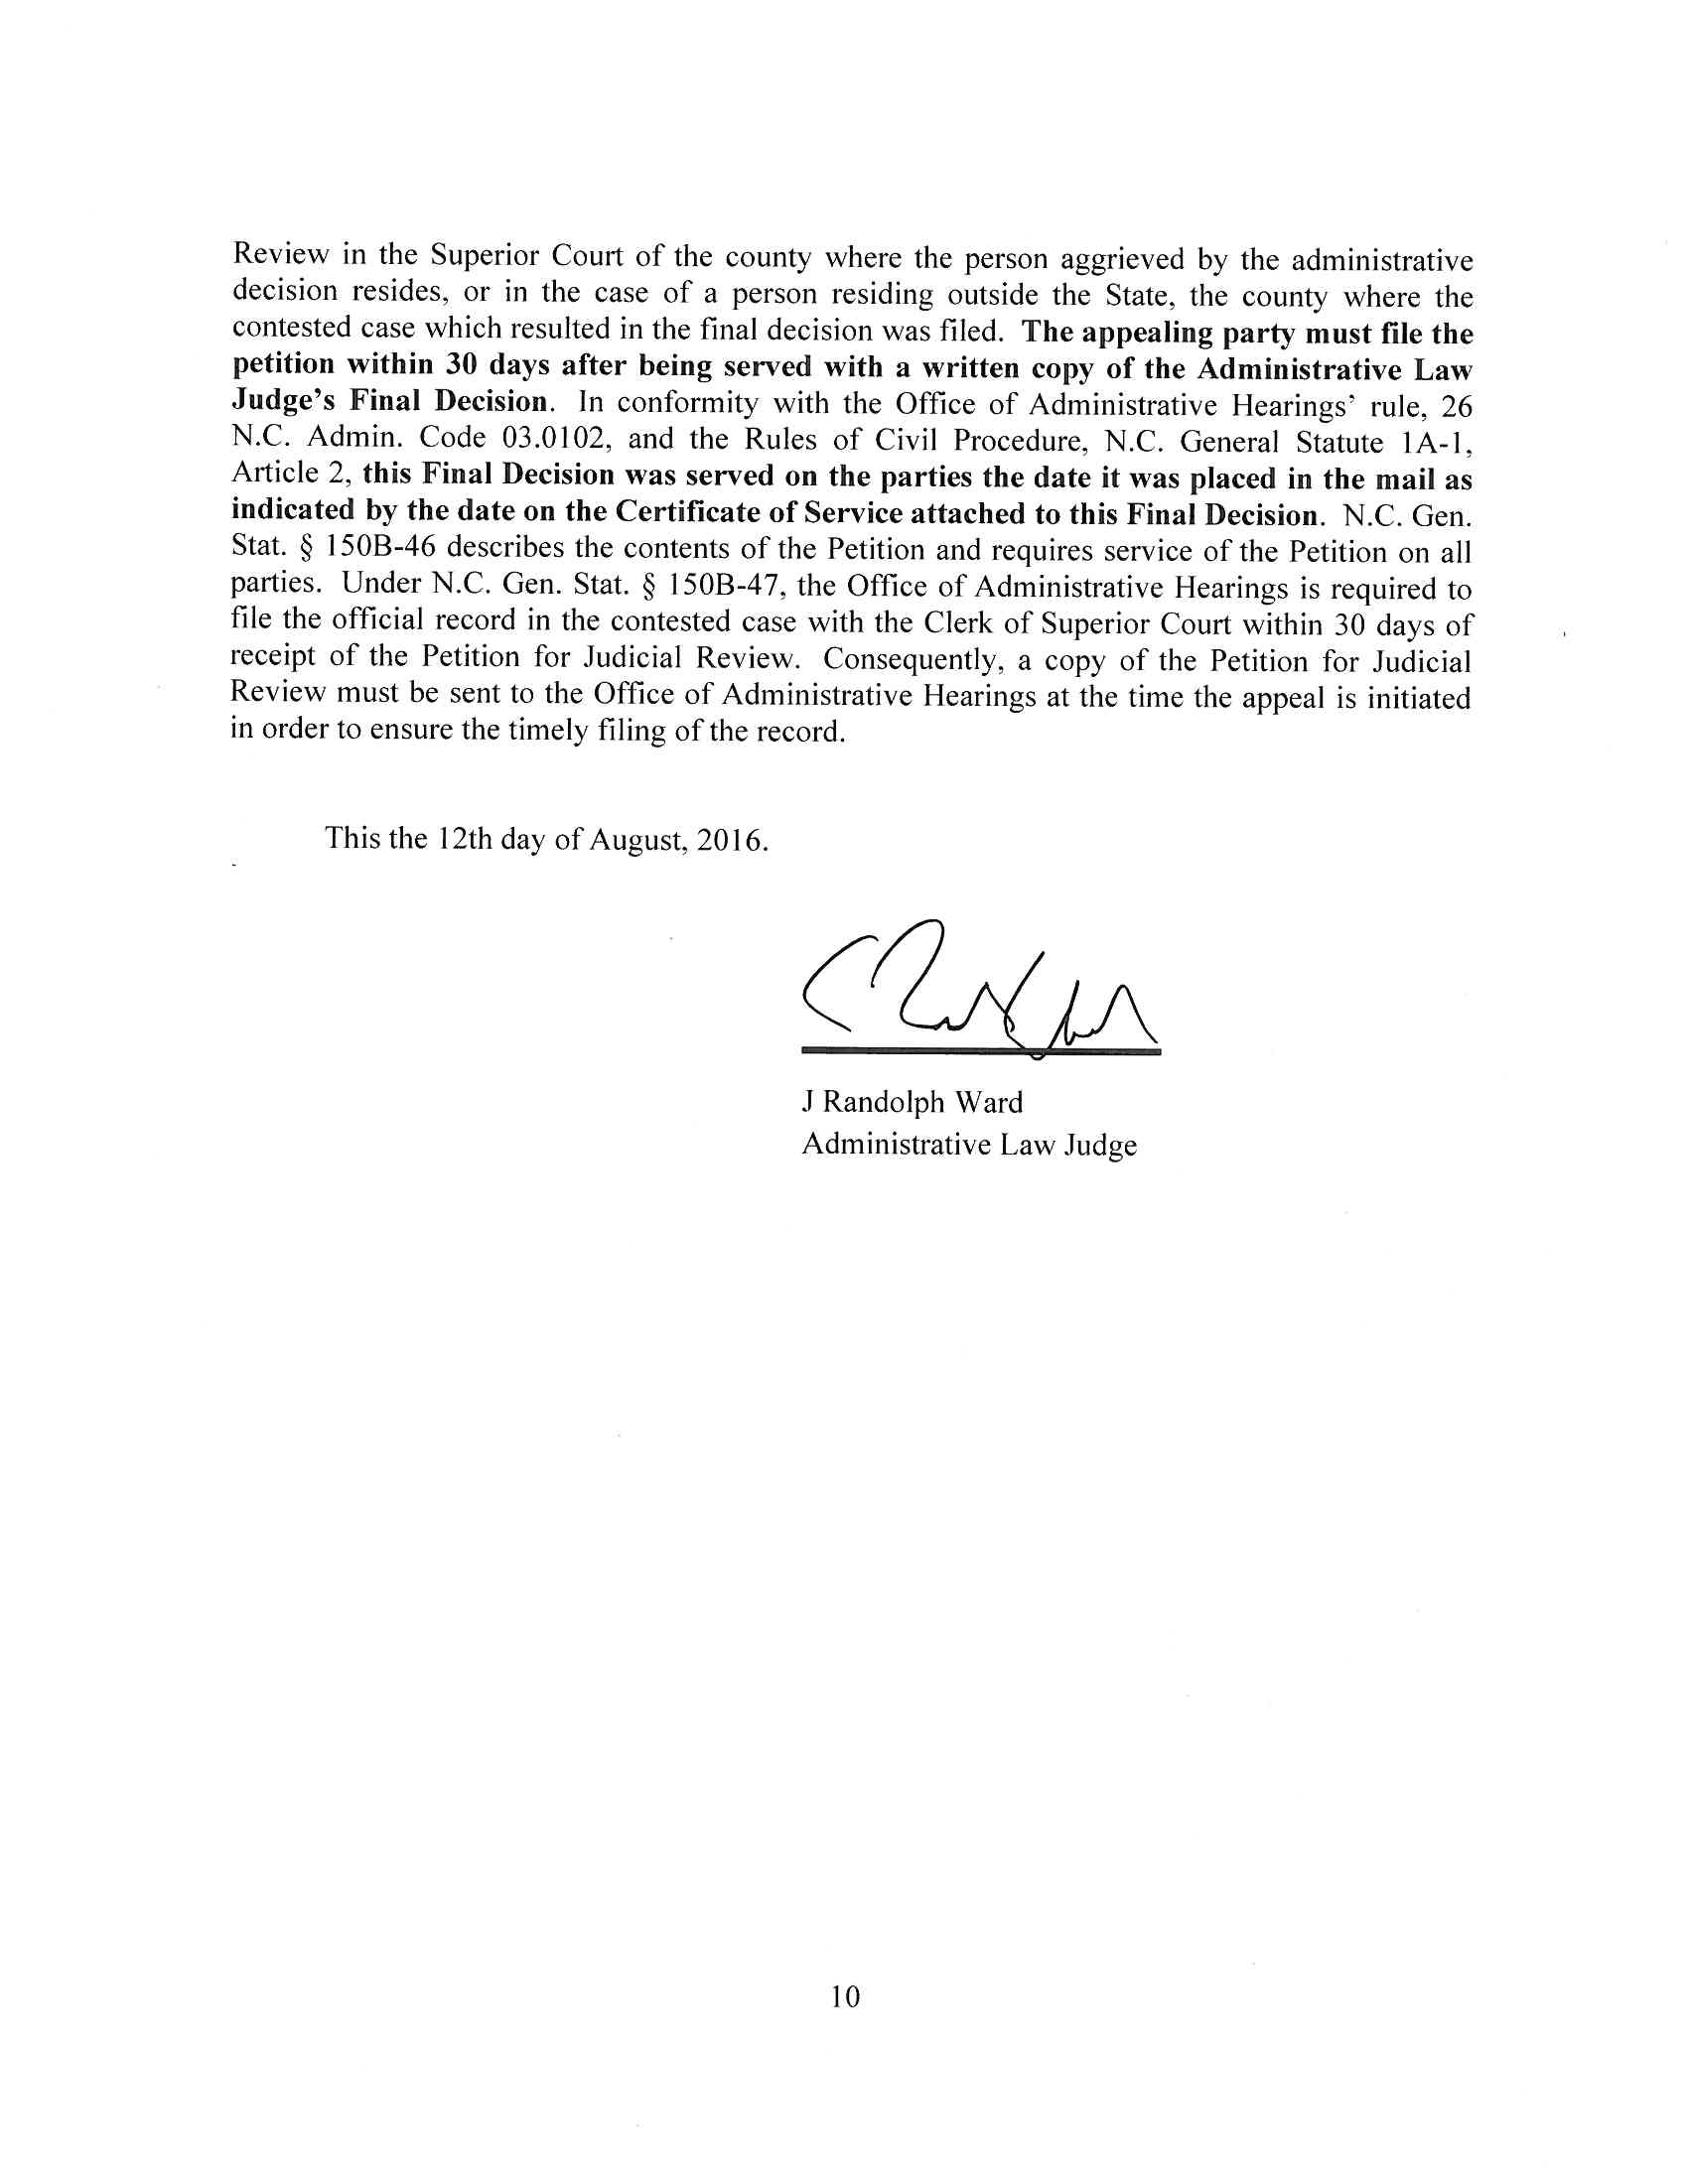 Review in the Superior Court of the county where the person aggrieved by the administrative
decision resides, or in the case of a person residing outside the State, the county where the
contested case which resulted in the final decision was filed. The appealing party must file the
petition within 30 days after being served with a written copy of the Administrative Law
Judge's Final Decision. In conformity with the Office of Administrative Hearings' rule, 26
N.C. Admin. Code 03.0102, and the Rules of Civil Procedure, N.C. General Statute 1A-1,
Article 2, this Final Decision was served on the parties the date it was placed in the mail as
indicated by the date on the Certificate of Service attached to this Final Decision. N.C. Gen.
Stat. § 150B-46 describes the contents of the Petition and requires service of the Petition on all
parties. Under N.C. Gen. Stat. § 150B-47, the Office of Administrative Hearings is required to
file the official record in the contested case with the Clerk of Superior Court within 30 days of
receipt of the Petition for Judicial Review. Consequently, a copy of the Petition for Judicial
Review must be sent to the Office of Administrative Hearings at the time the appeal is initiated
in order to ensure the timely filing of the record.
This the 12th day of August, 2016.
J Randolph Ward
Administrative Law Judge
10